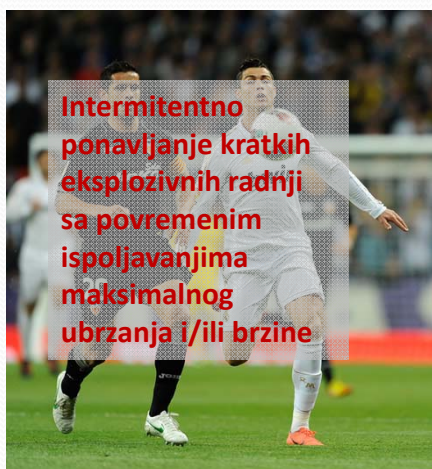 Intermitentno
ponavljanje kratkih
eksplozivnih radnji
sa povremenim
ispoljavanjima
maksimalnog
ubrzanja i/ili brzine